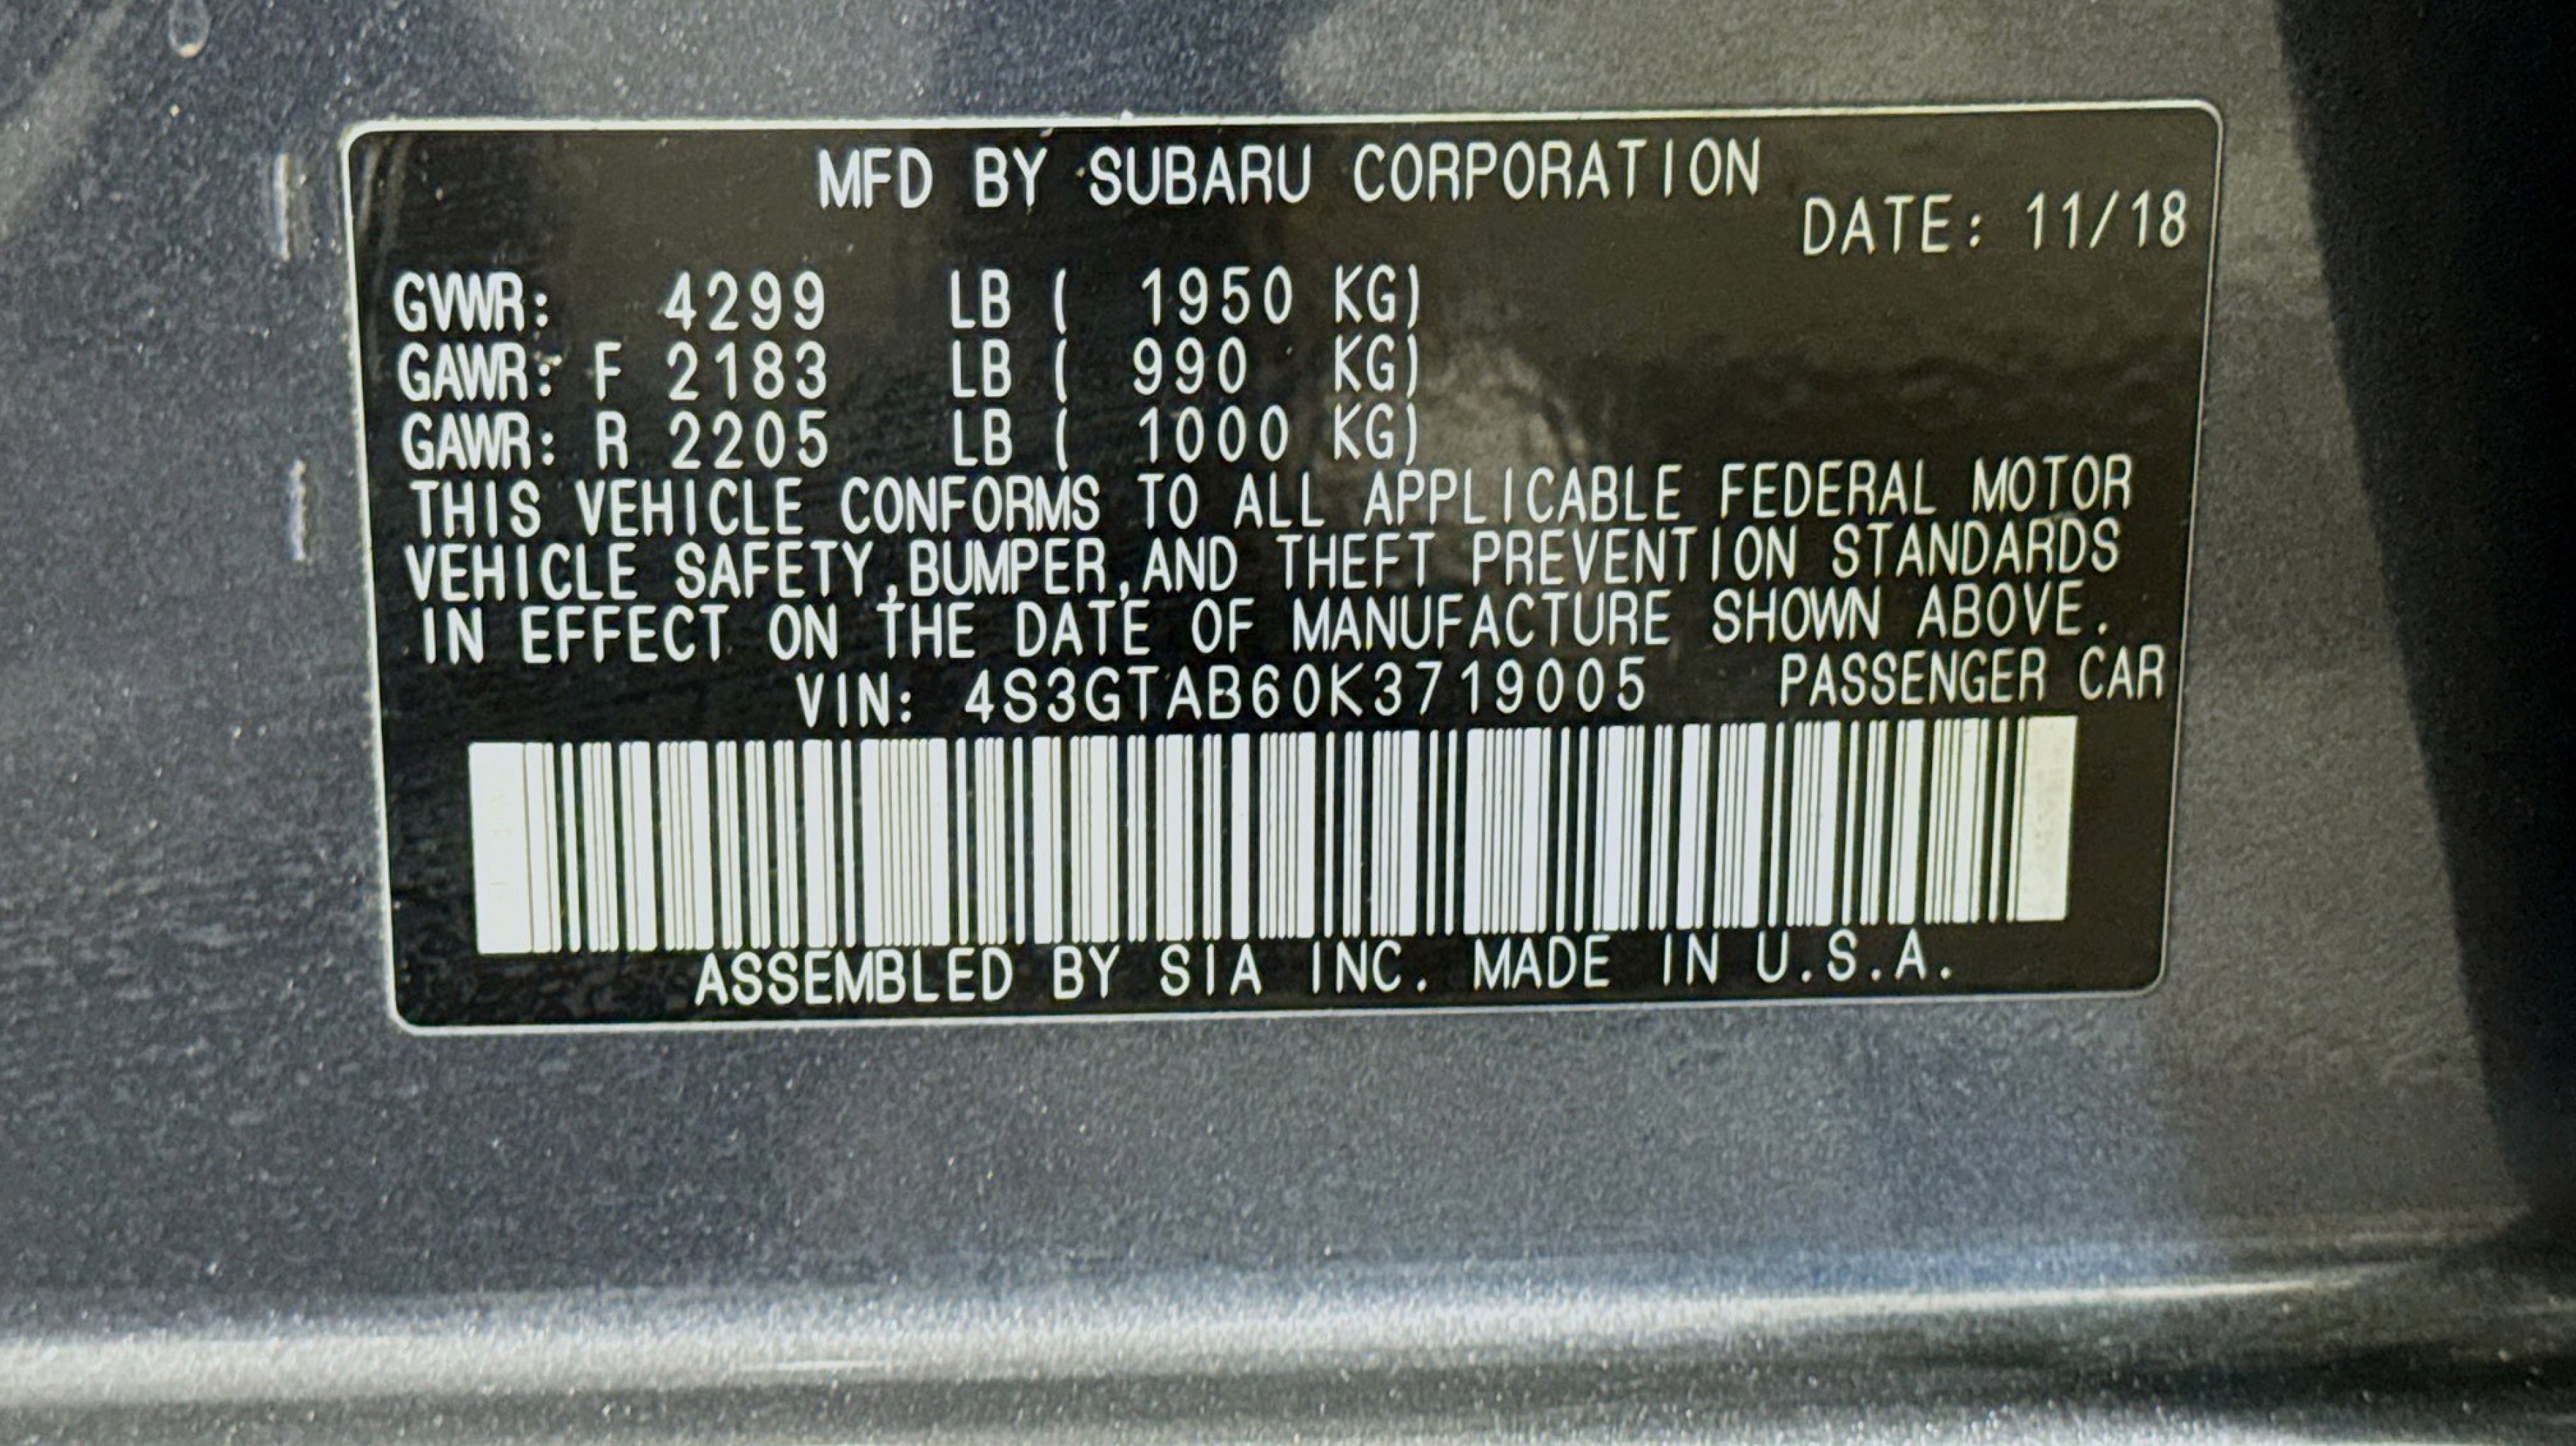 MFD BY SUBARU CORPORATION
DATE: 11/18
GVWR: 4299 LB ( 1950 KG)
GAWR: F 2183 LB ( 990 KG)
GAWR: R 2205 LB ( 1000 KG)
THIS VEHICLE CONFORMS TO ALL APPLICABLE FEDERAL MOTOR
VEHICLE SAFETY,BUMPER,AND THEFT PREVENTION STANDARDS
IN EFFECT ON THE DATE OF MANUFACTURE SHOWN ABOVE.
VIN: 4S3GTAB60K3719005 PASSENGER CAR
ASSEMBLED BY SIA INC. MADE IN U.S.A.